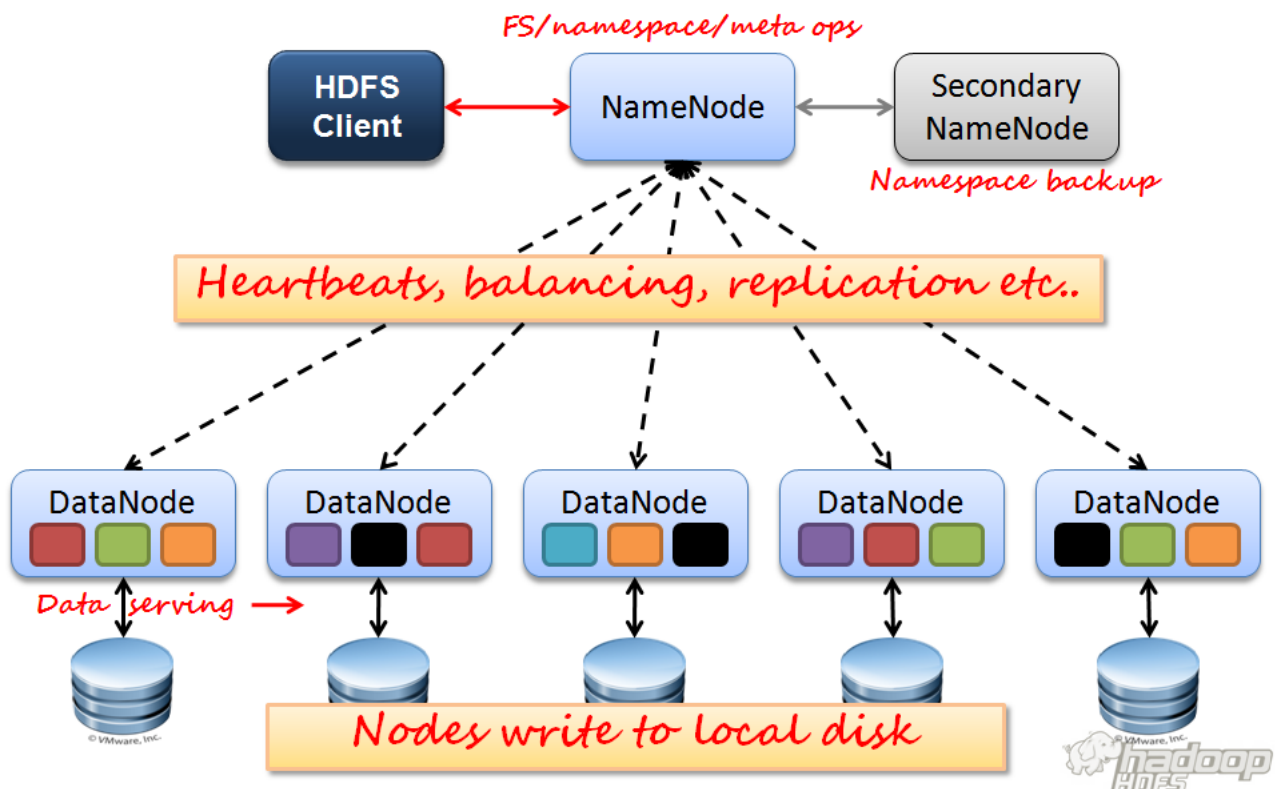 FS/namespace/meta ops
HDFS
Client
NameNode
Secondary
NameNode
Namespace backup
Heartbeats, balancing, replication etc..
DataNode
DataNode
DataNode
DataNode
DataNode
Data serving
Nodes write to local disk
© VMware, Inc.
© VMware, Inc.
hadoop
HDFS